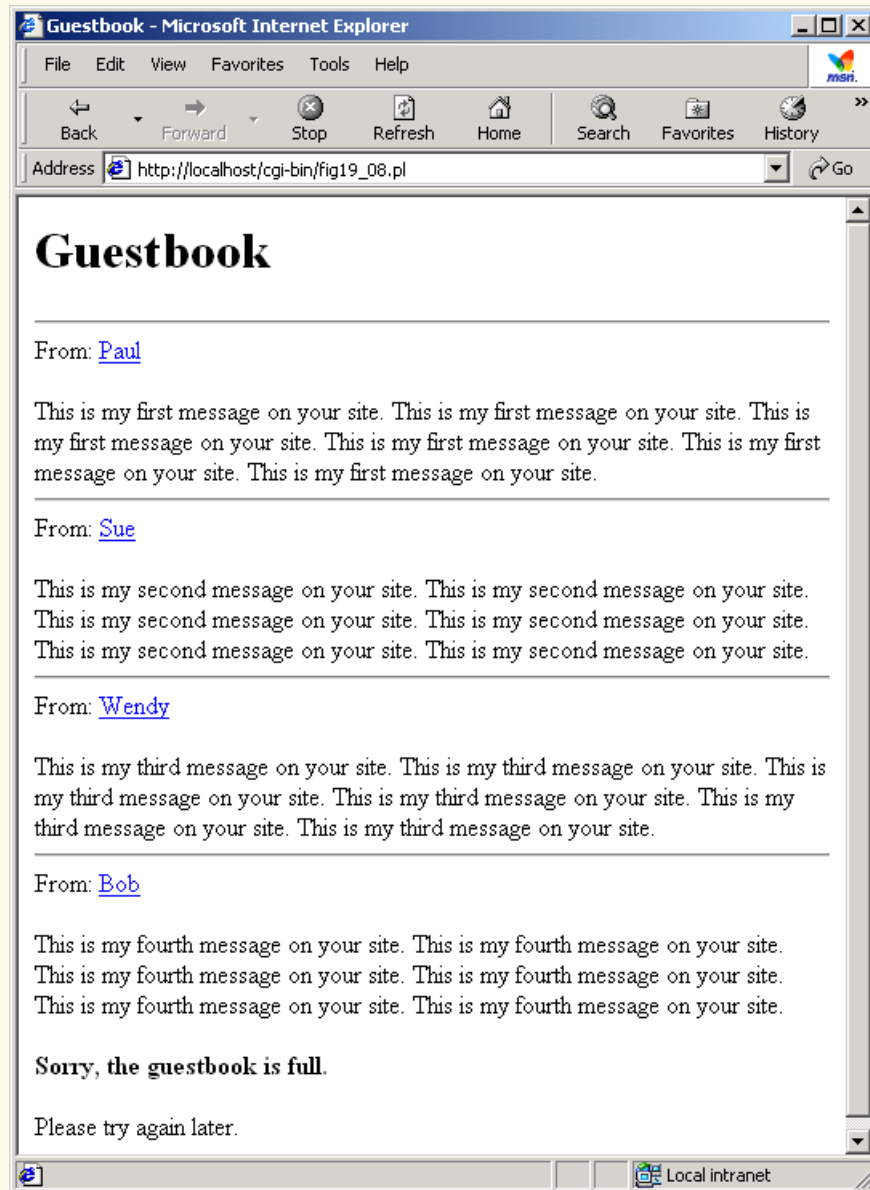 Guestbook - Microsoft Internet Explorer
File Edit View Favorites Tools Help
msn.
Back Forward Stop Refresh Home Search Favorites History »
Address http://localhost/cgi-bin/fig19_08.pl Go
Guestbook
From: Paul
This is my first message on your site. This is my first message on your site. This is
my first message on your site. This is my first message on your site. This is my first
message on your site. This is my first message on your site.
From: Sue
This is my second message on your site. This is my second message on your site.
This is my second message on your site. This is my second message on your site.
This is my second message on your site. This is my second message on your site.
From: Wendy
This is my third message on your site. This is my third message on your site. This is
my third message on your site. This is my third message on your site. This is my
third message on your site. This is my third message on your site.
From: Bob
This is my fourth message on your site. This is my fourth message on your site.
This is my fourth message on your site. This is my fourth message on your site.
This is my fourth message on your site. This is my fourth message on your site.
Sorry, the guestbook is full.
Please try again later.
Local intranet